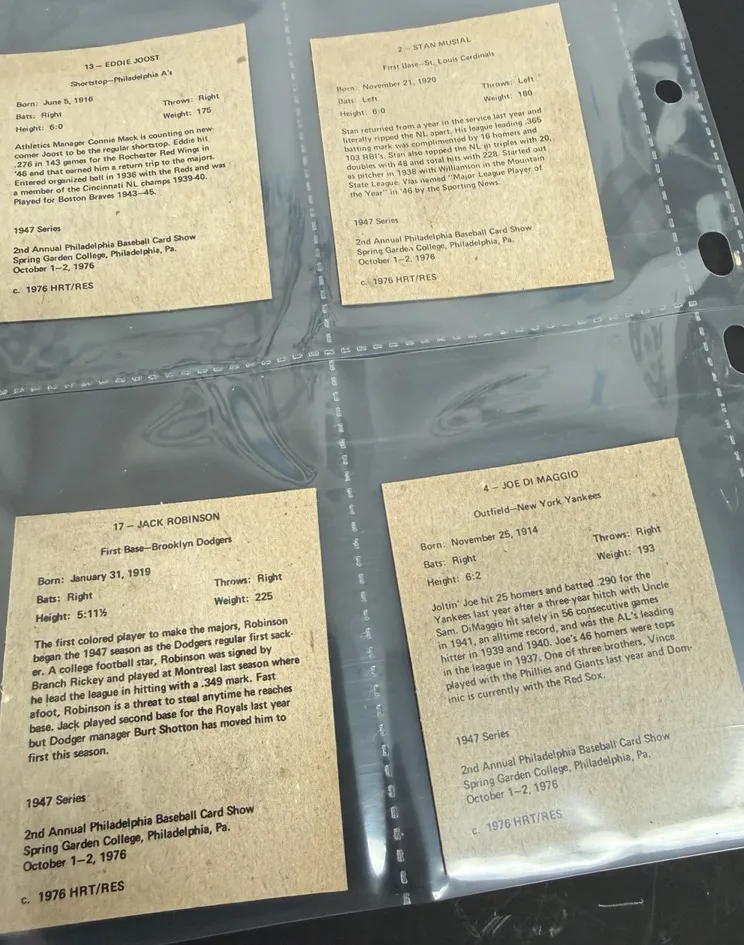 13 — EDDIE JOOST
Shortstop—Philadelphia A's
Born: June 5, 1916
Bats: Right Throws: Right
Height: 6:0 Weight: 175
Athletics Manager Connie Mack is counting on new-
comer Joost to be the regular shortstop. Eddie hit
.276 in 143 games for the Rochester Red Wings in
'46 and that earned him a return trip to the majors.
Entered organized ball in 1936 with the Reds and was
a member of the Cincinnati NL champs 1939-40.
Played for Boston Braves 1943—45.
1947 Series
2nd Annual Philadelphia Baseball Card Show
Spring Garden College, Philadelphia, Pa.
October 1—2, 1976
c. 1976 HRT/RES
2 — STAN MUSIAL
First Base—St. Louis Cardinals
Born: November 21, 1920
Bats: Left Throws: Left
Height: 6:0 Weight: 180
Stan returned from a year in the service last year and
literally ripped the NL apart. His league leading .365
batting mark was complimented by 16 homers and
103 RBI's. Stan also topped the NL in triples with 20,
doubles with 48 and total hits with 228. Started out
as pitcher in 1938 with Williamson in the Mountain
State League. Was named "Major League Player of
the Year" in '46 by the Sporting News.
1947 Series
2nd Annual Philadelphia Baseball Card Show
Spring Garden College, Philadelphia, Pa.
October 1—2, 1976
c. 1976 HRT/RES
17 — JACK ROBINSON
First Base—Brooklyn Dodgers
Born: January 31, 1919
Bats: Right Throws: Right
Height: 5:11½ Weight: 225
The first colored player to make the majors, Robinson
began the 1947 season as the Dodgers regular first sack-
er. A college football star, Robinson was signed by
Branch Rickey and played at Montreal last season where
he lead the league in hitting with a .349 mark. Fast
afoot, Robinson is a threat to steal anytime he reaches
base. Jack played second base for the Royals last year
but Dodger manager Burt Shotton has moved him to
first this season.
1947 Series
2nd Annual Philadelphia Baseball Card Show
Spring Garden College, Philadelphia, Pa.
October 1—2, 1976
c. 1976 HRT/RES
4 — JOE DI MAGGIO
Outfield—New York Yankees
Born: November 25, 1914
Bats: Right Throws: Right
Height: 6:2 Weight: 193
Joltin' Joe hit 25 homers and batted .290 for the
Yankees last year after a three-year hitch with Uncle
Sam. DiMaggio hit safely in 56 consecutive games
in 1941, an alltime record, and was the AL's leading
hitter in 1939 and 1940. Joe's 46 homers were tops
in the league in 1937. One of three brothers, Vince
played with the Phillies and Giants last year and Dom-
inic is currently with the Red Sox.
1947 Series
2nd Annual Philadelphia Baseball Card Show
Spring Garden College, Philadelphia, Pa.
October 1—2, 1976
c. 1976 HRT/RES